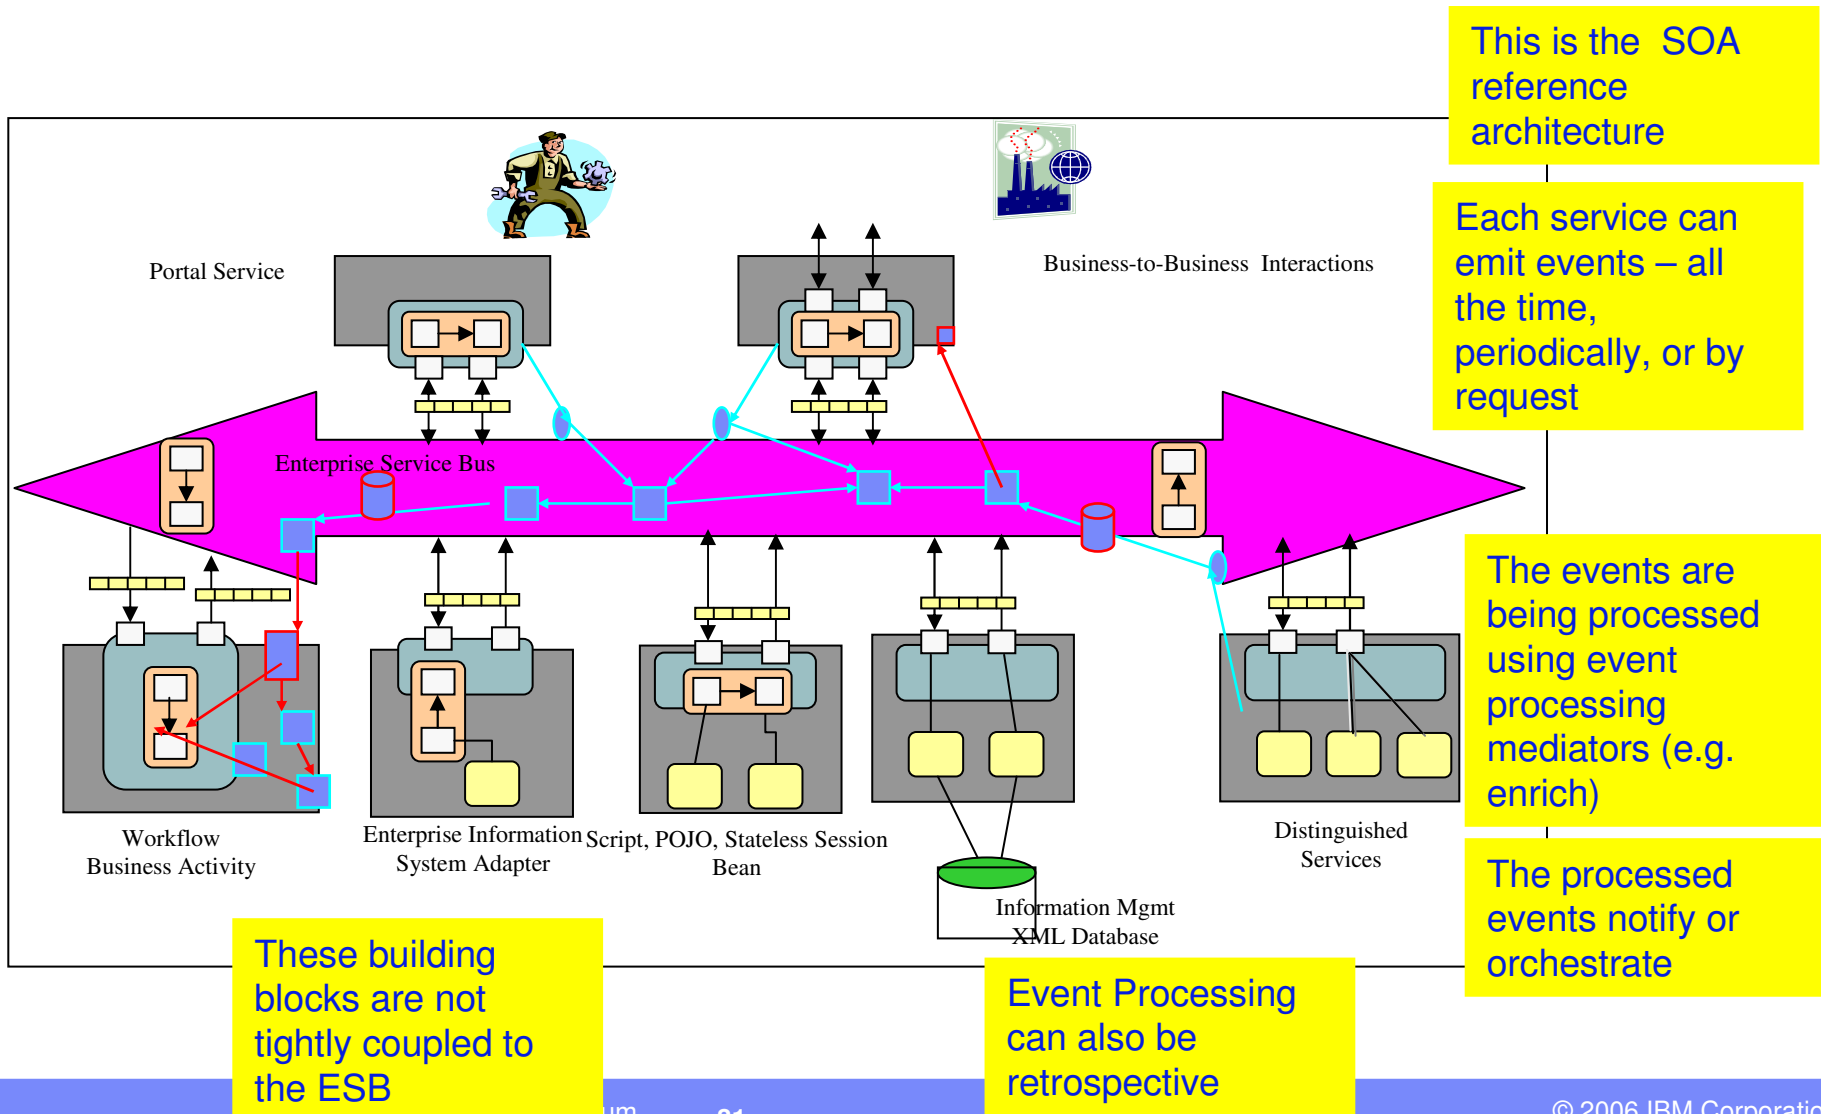 This is the SOA
reference
architecture
Each service can
emit events – all
the time,
periodically, or by
request
Portal Service
Business-to-Business Interactions
Enterprise Service Bus
The events are
being processed
using event
processing
mediators (e.g.
enrich)
Workflow
Business Activity
Enterprise Information
System Adapter
Script, POJO, Stateless Session
Bean
Distinguished
Services
Information Mgmt
XML Database
The processed
events notify or
orchestrate
These building
blocks are not
tightly coupled to
the ESB
Event Processing
can also be
retrospective
© 2006 IBM Corporatio